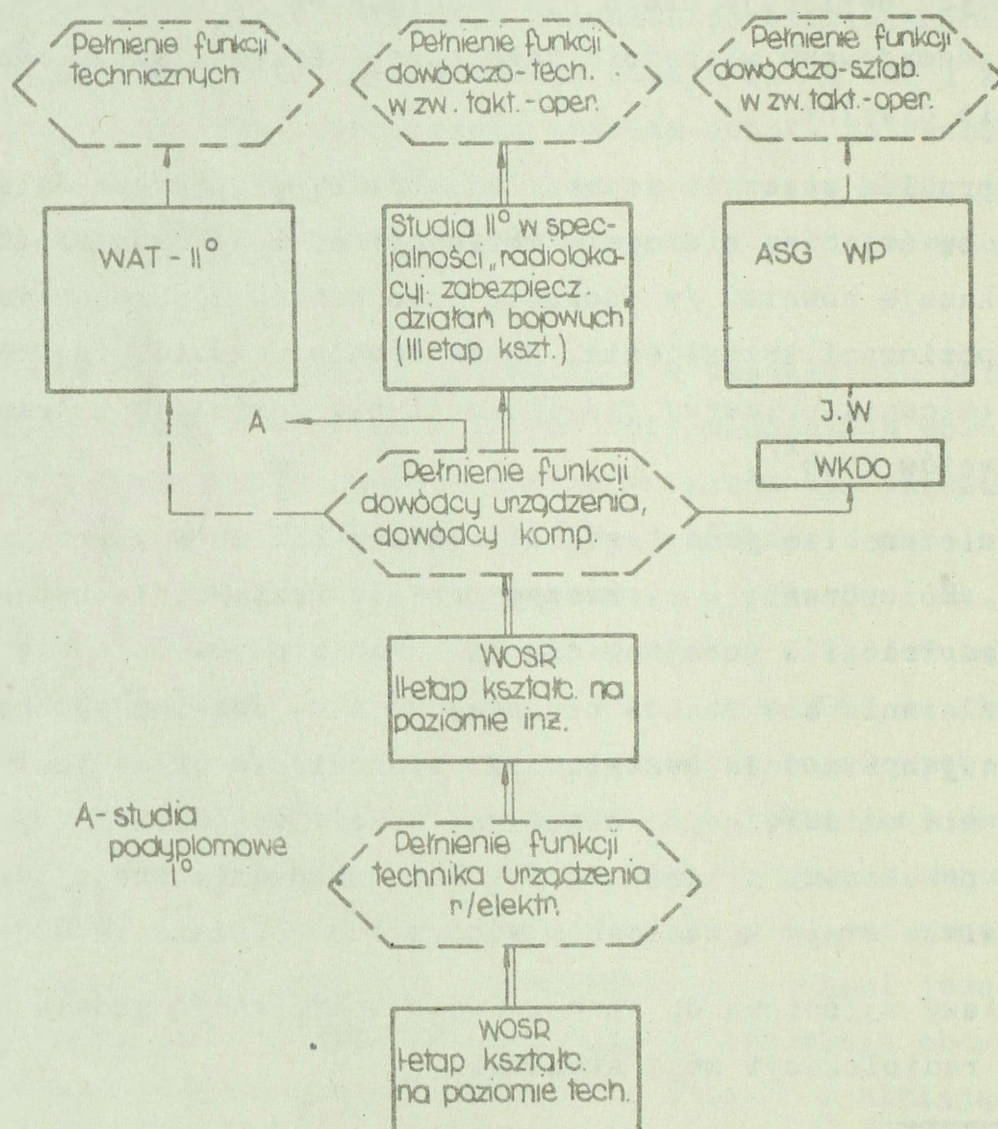 Pełnienie funkcji
technicznych
Pełnienie funkcji
dowódczo-tech.
w zw. takt.-oper.
Pełnienie funkcji
dowódczo-sztab.
w zw. takt.-oper.
WAT - II°
Studia II° w spec-
jalności „radioloka-
cyj. zabezpiecz.
działań bojowych"
(III etap kszt.)
ASG WP
J.W
WKDO
A
Pełnienie funkcji
dowódcy urządzenia,
dowódcy komp.
WOSR
II-etap kształc. na
poziomie inż.
A- studia
podyplomowe
I°
Pełnienie funkcji
technika urządzenia
r/elektr.
WOSR
I-etap kształc.
na poziomie tech.